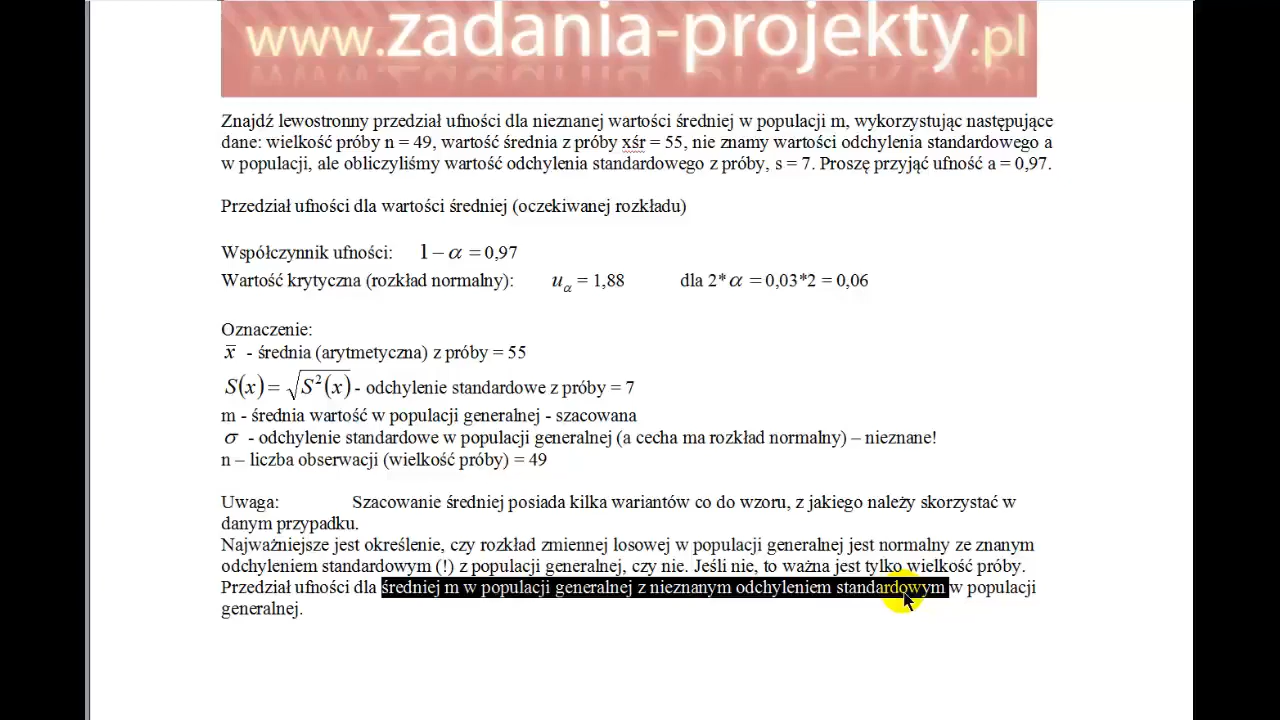 www.zadania-projekty.pl
Znajdź lewostronny przedział ufności dla nieznanej wartości średniej w populacji m, wykorzystując następujące
dane: wielkość próby n = 49, wartość średnia z próby xśr = 55, nie znamy wartości odchylenia standardowego a
w populacji, ale obliczyliśmy wartość odchylenia standardowego z próby, s = 7. Proszę przyjąć ufność a = 0,97.
Przedział ufności dla wartości średniej (oczekiwanej rozkładu)
Współczynnik ufności: 1 − α = 0,97
Wartość krytyczna (rozkład normalny): uα = 1,88 dla 2*α = 0,03*2 = 0,06
Oznaczenie:
x̄ - średnia (arytmetyczna) z próby = 55
S(x) = √S²(x) - odchylenie standardowe z próby = 7
m - średnia wartość w populacji generalnej - szacowana
σ - odchylenie standardowe w populacji generalnej (a cecha ma rozkład normalny) – nieznane!
n – liczba obserwacji (wielkość próby) = 49
Uwaga: Szacowanie średniej posiada kilka wariantów co do wzoru, z jakiego należy skorzystać w
danym przypadku.
Najważniejsze jest określenie, czy rozkład zmiennej losowej w populacji generalnej jest normalny ze znanym
odchyleniem standardowym (!) z populacji generalnej, czy nie. Jeśli nie, to ważna jest tylko wielkość próby.
Przedział ufności dla średniej m w populacji generalnej z nieznanym odchyleniem standardowym w populacji
generalnej.